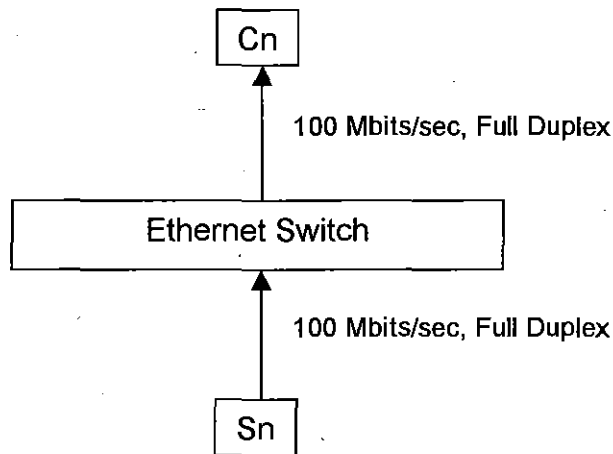 Cn
100 Mbits/sec, Full Duplex
Ethernet Switch
100 Mbits/sec, Full Duplex
Sn